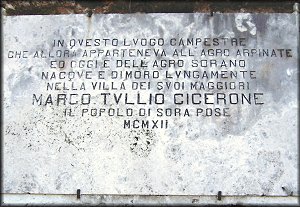 IN QVESTO LVOGO CAMPESTRE
CHE ALLORA APPARTENEVA ALL'AGRO ARPINATE
ED OGGI È DELL'AGRO SORANO
NACQVE E DIMORÒ LVNGAMENTE
NELLA VILLA DEI SVOI MAGGIORI
MARCO TVLLIO CICERONE
IL POPOLO DI SORA POSE
MCMXII